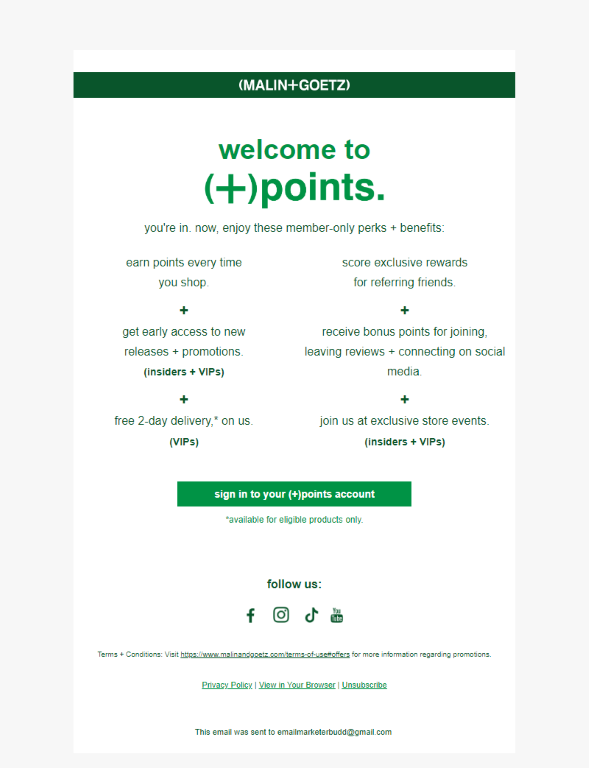 (MALIN+GOETZ)
welcome to
(+)points.
you're in. now, enjoy these member-only perks + benefits:
earn points every time
you shop.
+
get early access to new
releases + promotions.
(insiders + VIPs)
+
free 2-day delivery,* on us.
(VIPs)
score exclusive rewards
for referring friends.
+
receive bonus points for joining,
leaving reviews + connecting on social
media.
+
join us at exclusive store events.
(insiders + VIPs)
sign in to your (+)points account
*available for eligible products only.
follow us:
You
Tube
Terms + Conditions: Visit https://www.malinandgoetz.com/terms-of-use#offers for more information regarding promotions.
Privacy Policy | View in Your Browser | Unsubscribe
This email was sent to emailmarketerbudd@gmail.com